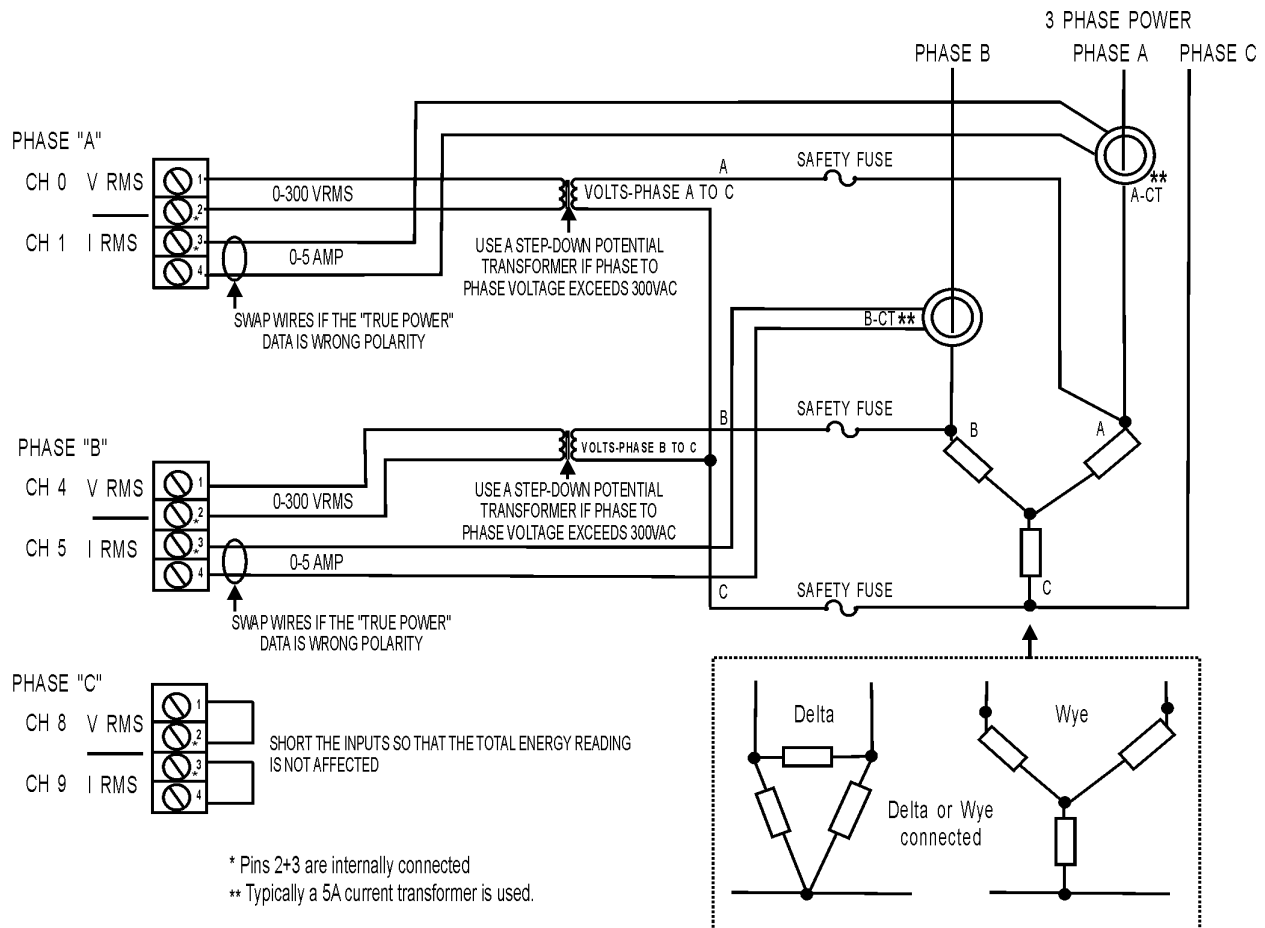 3 PHASE POWER
PHASE B
PHASE A
PHASE C
PHASE "A"
CH 0 V RMS
CH 1 I RMS
1
2
*
3
*
4
0-300 VRMS
0-5 AMP
SWAP WIRES IF THE "TRUE POWER"
DATA IS WRONG POLARITY
A
VOLTS-PHASE A TO C
SAFETY FUSE
USE A STEP-DOWN POTENTIAL
TRANSFORMER IF PHASE TO
PHASE VOLTAGE EXCEEDS 300VAC
**
A-CT
B-CT**
PHASE "B"
CH 4 V RMS
CH 5 I RMS
1
2
*
3
*
4
0-300 VRMS
0-5 AMP
SWAP WIRES IF THE "TRUE POWER"
DATA IS WRONG POLARITY
B
VOLTS-PHASE B TO C
SAFETY FUSE
USE A STEP-DOWN POTENTIAL
TRANSFORMER IF PHASE TO
PHASE VOLTAGE EXCEEDS 300VAC
B
A
C
SAFETY FUSE
C
PHASE "C"
CH 8 V RMS
CH 9 I RMS
1
2
*
3
*
4
SHORT THE INPUTS SO THAT THE TOTAL ENERGY READING
IS NOT AFFECTED
* Pins 2+3 are internally connected
** Typically a 5A current transformer is used.
Delta
Wye
Delta or Wye
connected